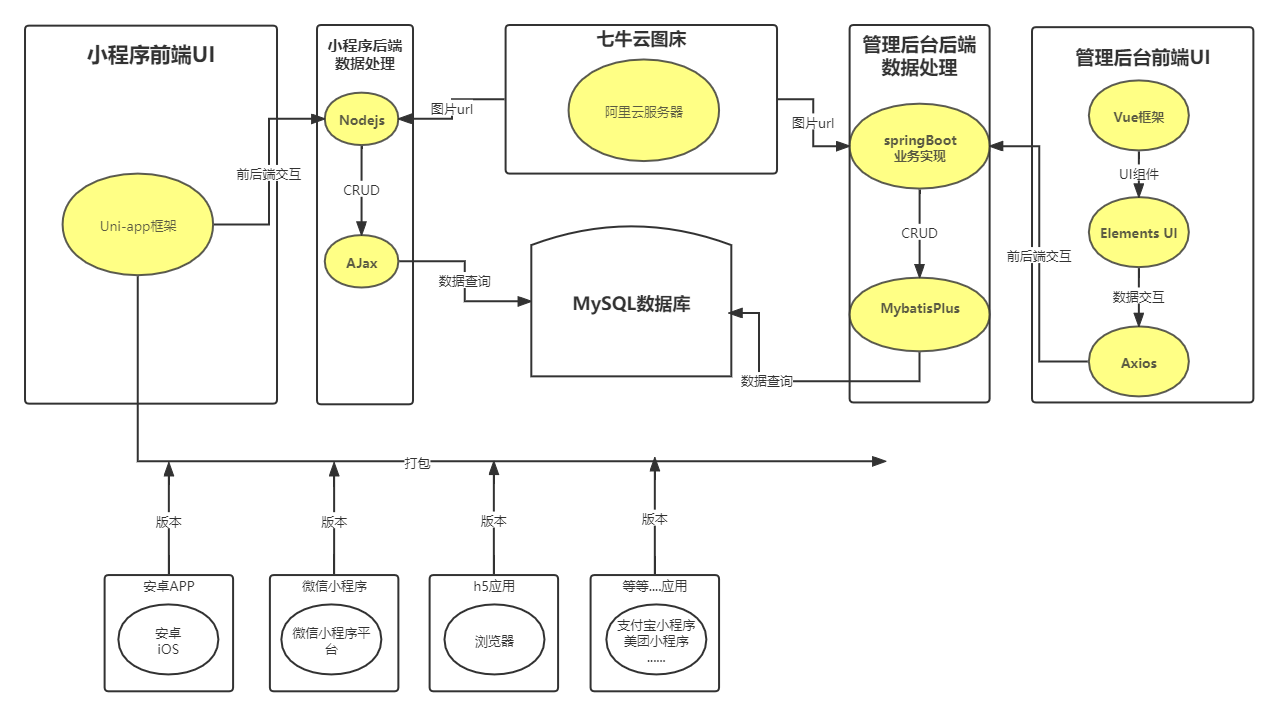 小程序前端UI
Uni-app框架
前后端交互
小程序后端
数据处理
Nodejs
CRUD
AJax
图片url
七牛云图床
阿里云服务器
图片url
数据查询
MySQL数据库
数据查询
管理后台后端
数据处理
springBoot
业务实现
CRUD
MybatisPlus
前后端交互
管理后台前端UI
Vue框架
UI组件
Elements UI
数据交互
Axios
打包
版本
版本
版本
版本
安卓APP
安卓
iOS
微信小程序
微信小程序平
台
h5应用
浏览器
等等....应用
支付宝小程序
美团小程序
......